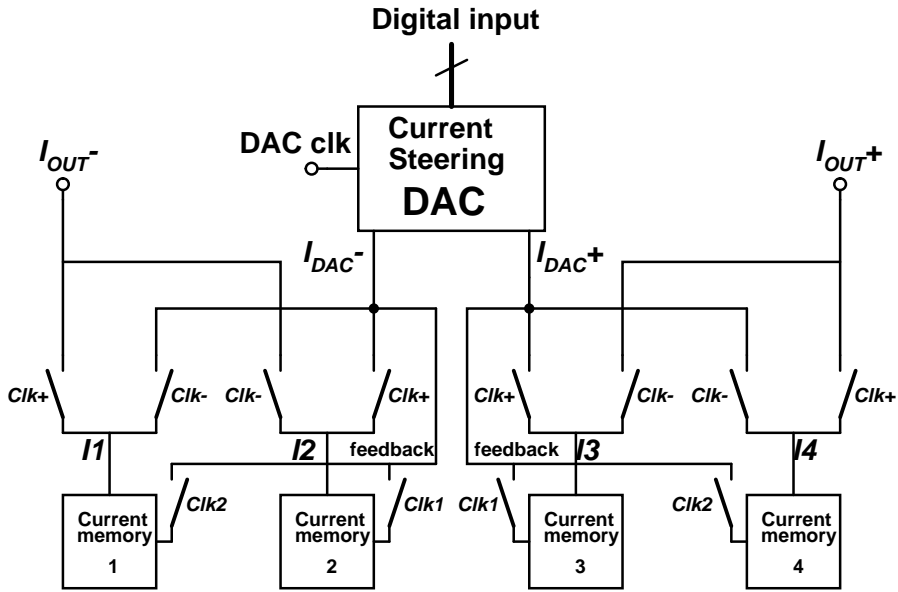 Digital input
DAC clk
Current
Steering
DAC
I_OUT-
I_OUT+
I_DAC-
I_DAC+
Clk+
Clk-
Clk-
Clk+
Clk+
Clk-
Clk-
Clk+
I1
I2
feedback
feedback
I3
I4
Clk2
Clk1
Clk1
Clk2
Current
memory
1
Current
memory
2
Current
memory
3
Current
memory
4